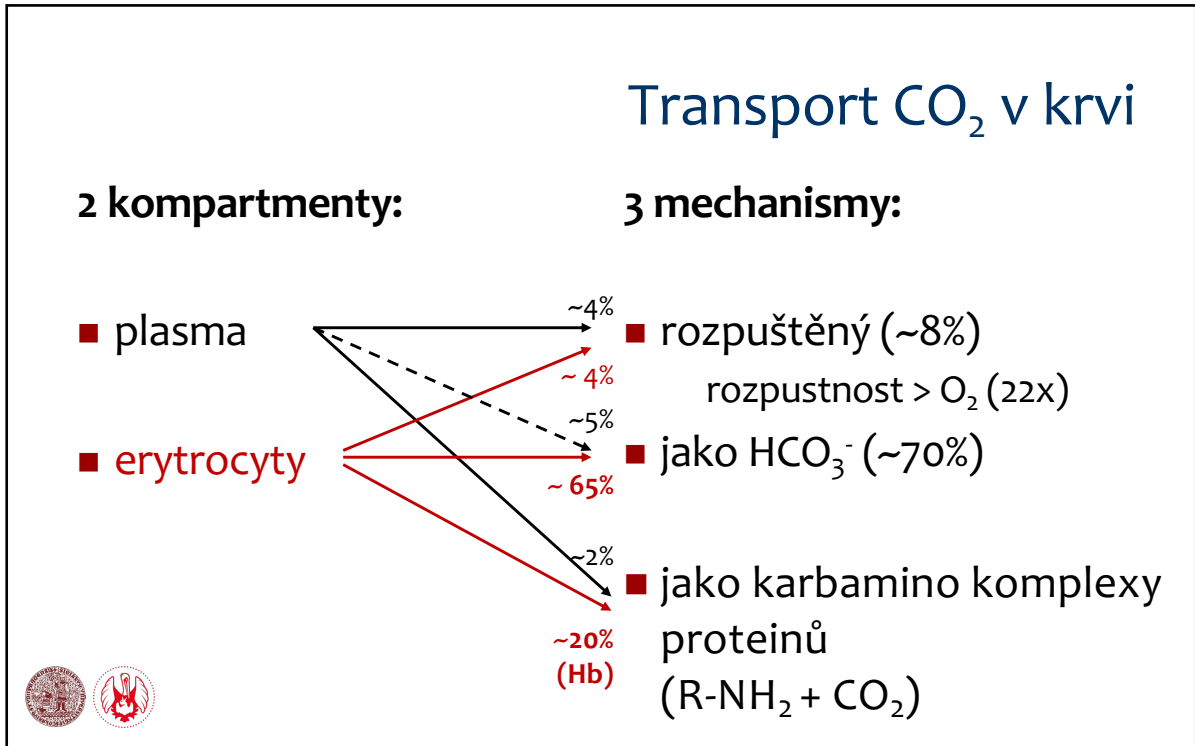 Transport CO₂ v krvi
2 kompartmenty:
3 mechanismy:
■ plasma
■ erytrocyty
~4%
~ 4%
~5%
~ 65%
~2%
~20%
(Hb)
■ rozpuštěný (~8%)
rozpustnost > O₂ (22x)
■ jako HCO₃⁻ (~70%)
■ jako karbamino komplexy
proteinů
(R-NH₂ + CO₂)